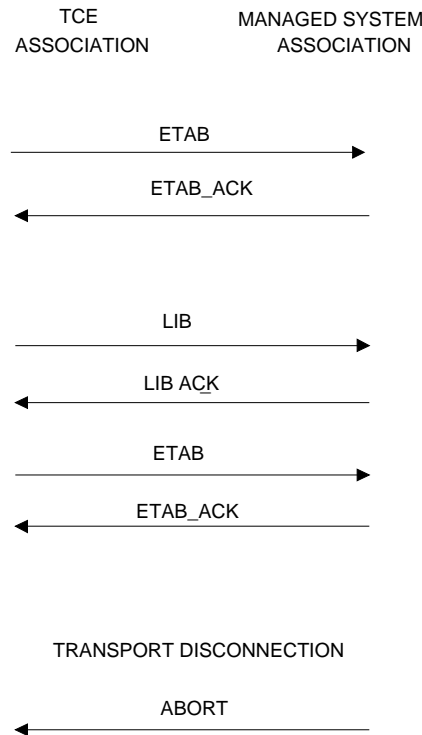 TCE
ASSOCIATION
MANAGED SYSTEM
ASSOCIATION
ETAB
ETAB_ACK
LIB
LIB ACK
ETAB
ETAB_ACK
TRANSPORT DISCONNECTION
ABORT